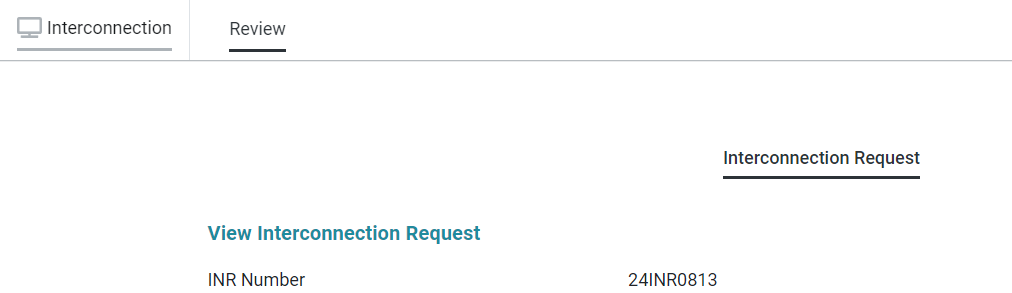 Interconnection
Review
Interconnection Request
View Interconnection Request
INR Number 24INR0813